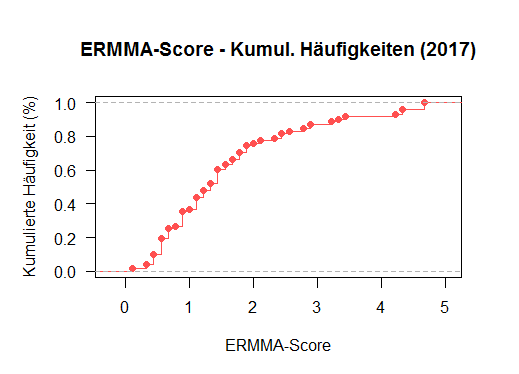 ERMMA-Score - Kumul. Häufigkeiten (2017)
Kumulierte Häufigkeit (%)
1.0
0.8
0.6
0.4
0.2
0.0
0 1 2 3 4 5
ERMMA-Score